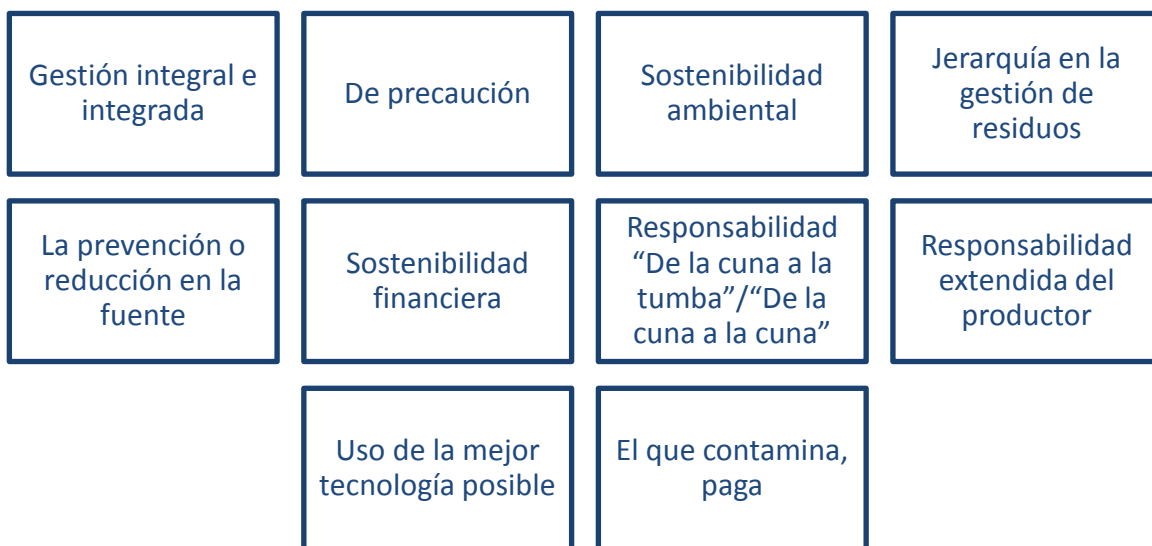 Gestión integral e
integrada
De precaución
Sostenibilidad
ambiental
Jerarquía en la
gestión de
residuos
La prevención o
reducción en la
fuente
Sostenibilidad
financiera
Responsabilidad
“De la cuna a la
tumba”/“De la
cuna a la cuna”
Responsabilidad
extendida del
productor
Uso de la mejor
tecnología posible
El que contamina,
paga